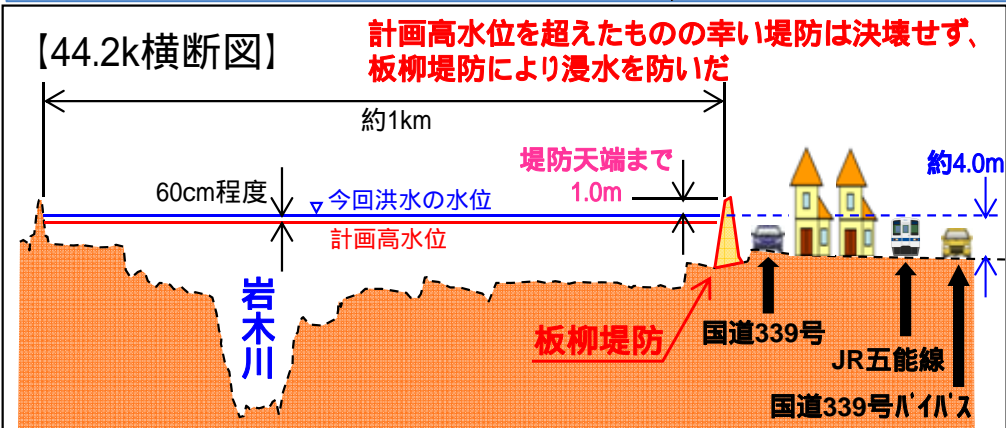 【44.2k横断図】
計画高水位を超えたものの幸い堤防は決壊せず、
板柳堤防により浸水を防いだ
約1km
堤防天端まで
1.0m
約4.0m
60cm程度
▽今回洪水の水位
計画高水位
岩木川
板柳堤防
国道339号
JR五能線
国道339号バイパス